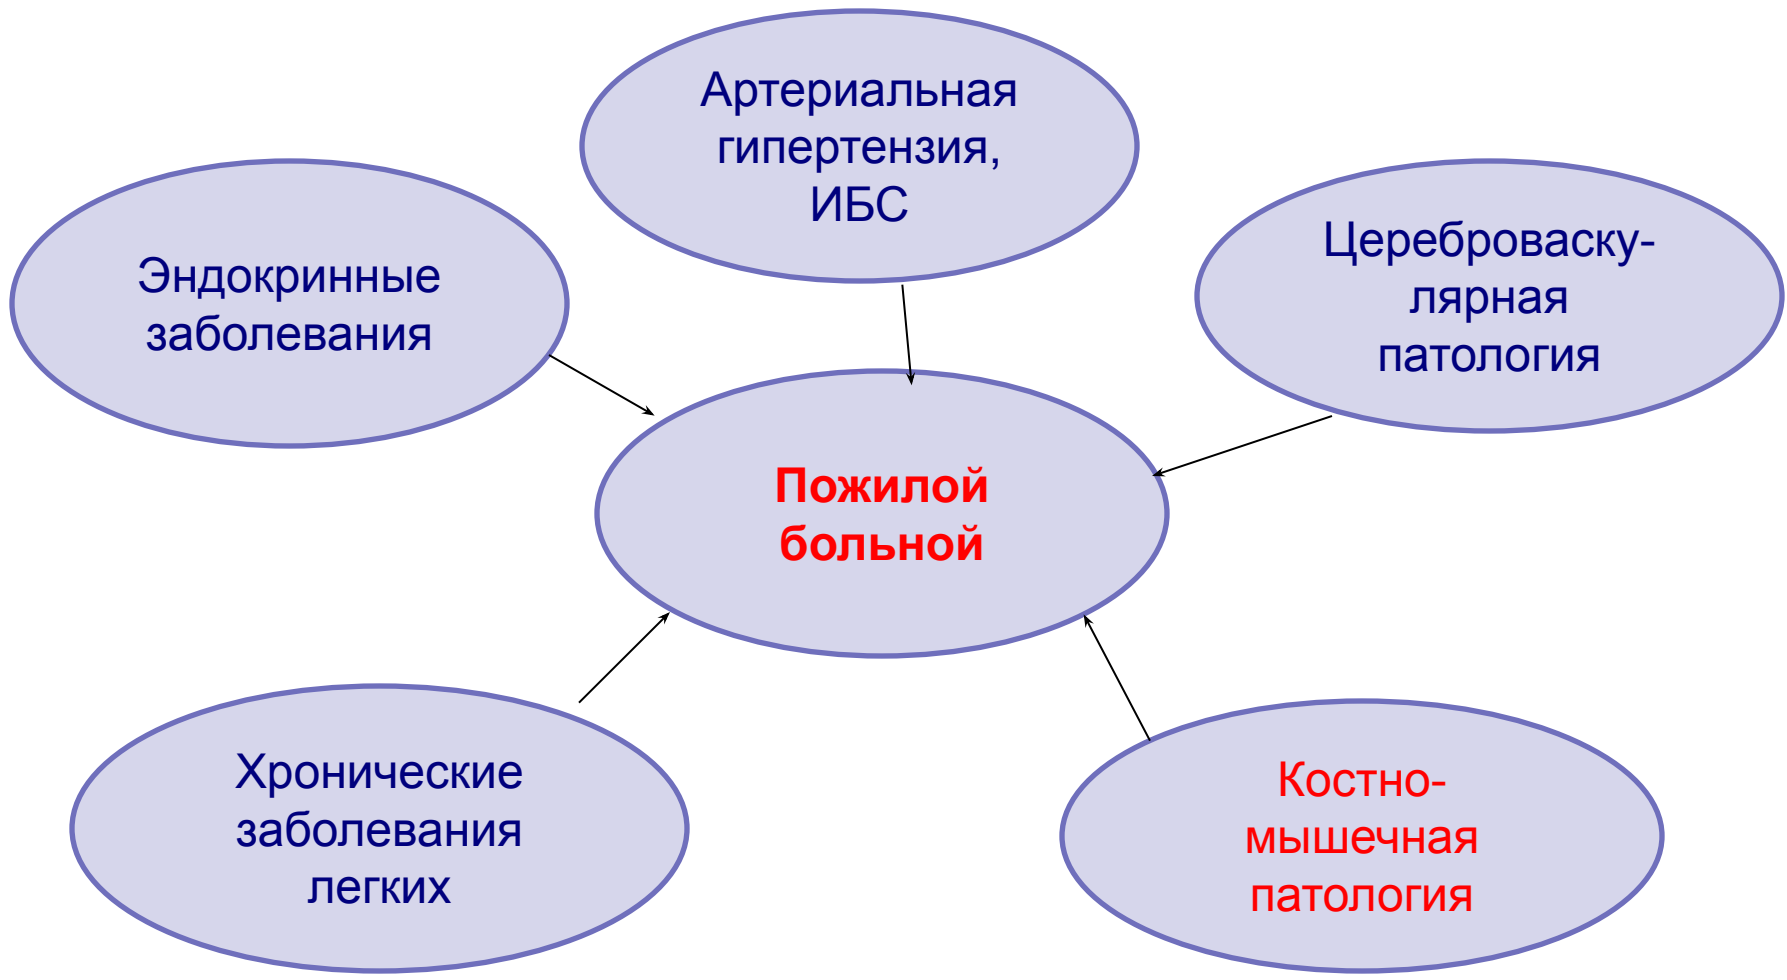 Артериальная
гипертензия,
ИБС
Эндокринные
заболевания
Цереброваску-
лярная
патология
Пожилой
больной
Хронические
заболевания
легких
Костно-
мышечная
патология